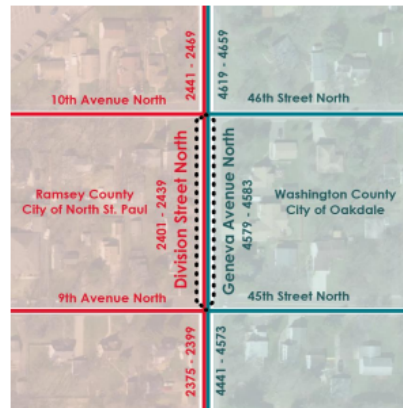 2441 - 2469
4619 - 4659
10th Avenue North
46th Street North
Ramsey County
City of North St. Paul
2401 - 2439
Division Street North
Geneva Avenue North
4579 - 4583
Washington County
City of Oakdale
9th Avenue North
45th Street North
2375 - 2399
4441 - 4573